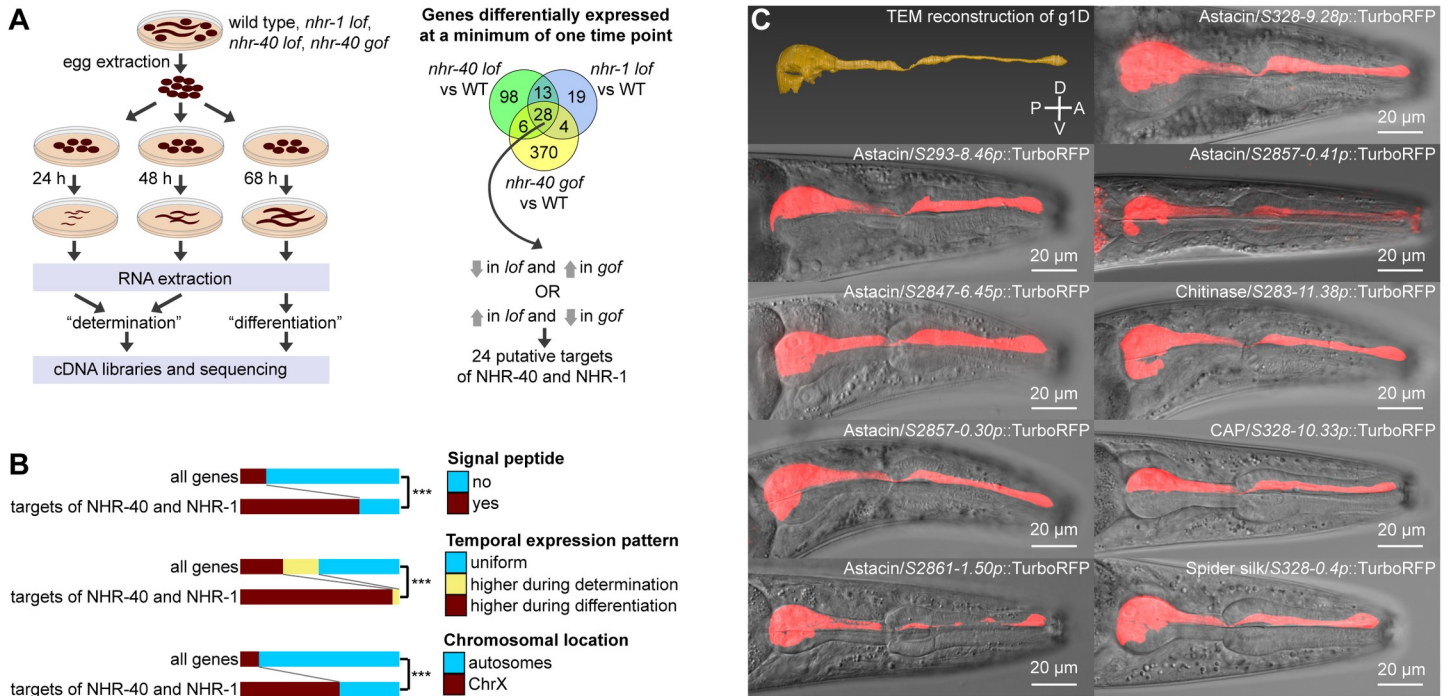 A
wild type, nhr-1 lof,
nhr-40 lof, nhr-40 gof
egg extraction
24 h
48 h
68 h
RNA extraction
“determination”
“differentiation”
cDNA libraries and sequencing
Genes differentially expressed
at a minimum of one time point
nhr-40 lof
vs WT
nhr-1 lof
vs WT
98
13
19
28
6
4
370
nhr-40 gof
vs WT
in lof and
in gof
OR
in lof and
in gof
24 putative targets
of NHR-40 and NHR-1
B
all genes
targets of NHR-40 and NHR-1
***
Signal peptide
no
yes
all genes
targets of NHR-40 and NHR-1
***
Temporal expression pattern
uniform
higher during determination
higher during differentiation
all genes
targets of NHR-40 and NHR-1
***
Chromosomal location
autosomes
ChrX
C
TEM reconstruction of g1D
D
P
A
V
20 µm
Astacin/S328-9.28p::TurboRFP
20 µm
Astacin/S293-8.46p::TurboRFP
20 µm
Astacin/S2857-0.41p::TurboRFP
20 µm
Astacin/S2847-6.45p::TurboRFP
20 µm
Chitinase/S283-11.38p::TurboRFP
20 µm
Astacin/S2857-0.30p::TurboRFP
20 µm
CAP/S328-10.33p::TurboRFP
20 µm
Astacin/S2861-1.50p::TurboRFP
20 µm
Spider silk/S328-0.4p::TurboRFP
20 µm